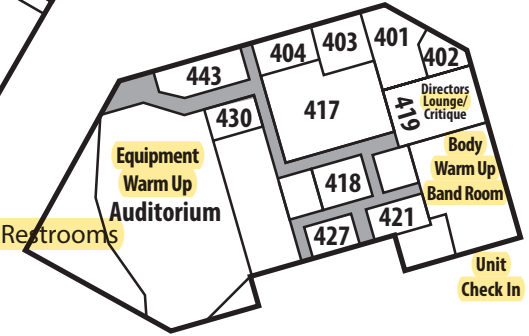 404
403
401
402
443
417
430
Directors
Lounge/
Critique
419
Equipment
Warm Up
Auditorium
Body
Warm Up
Band Room
418
421
427
Restrooms
Unit
Check In